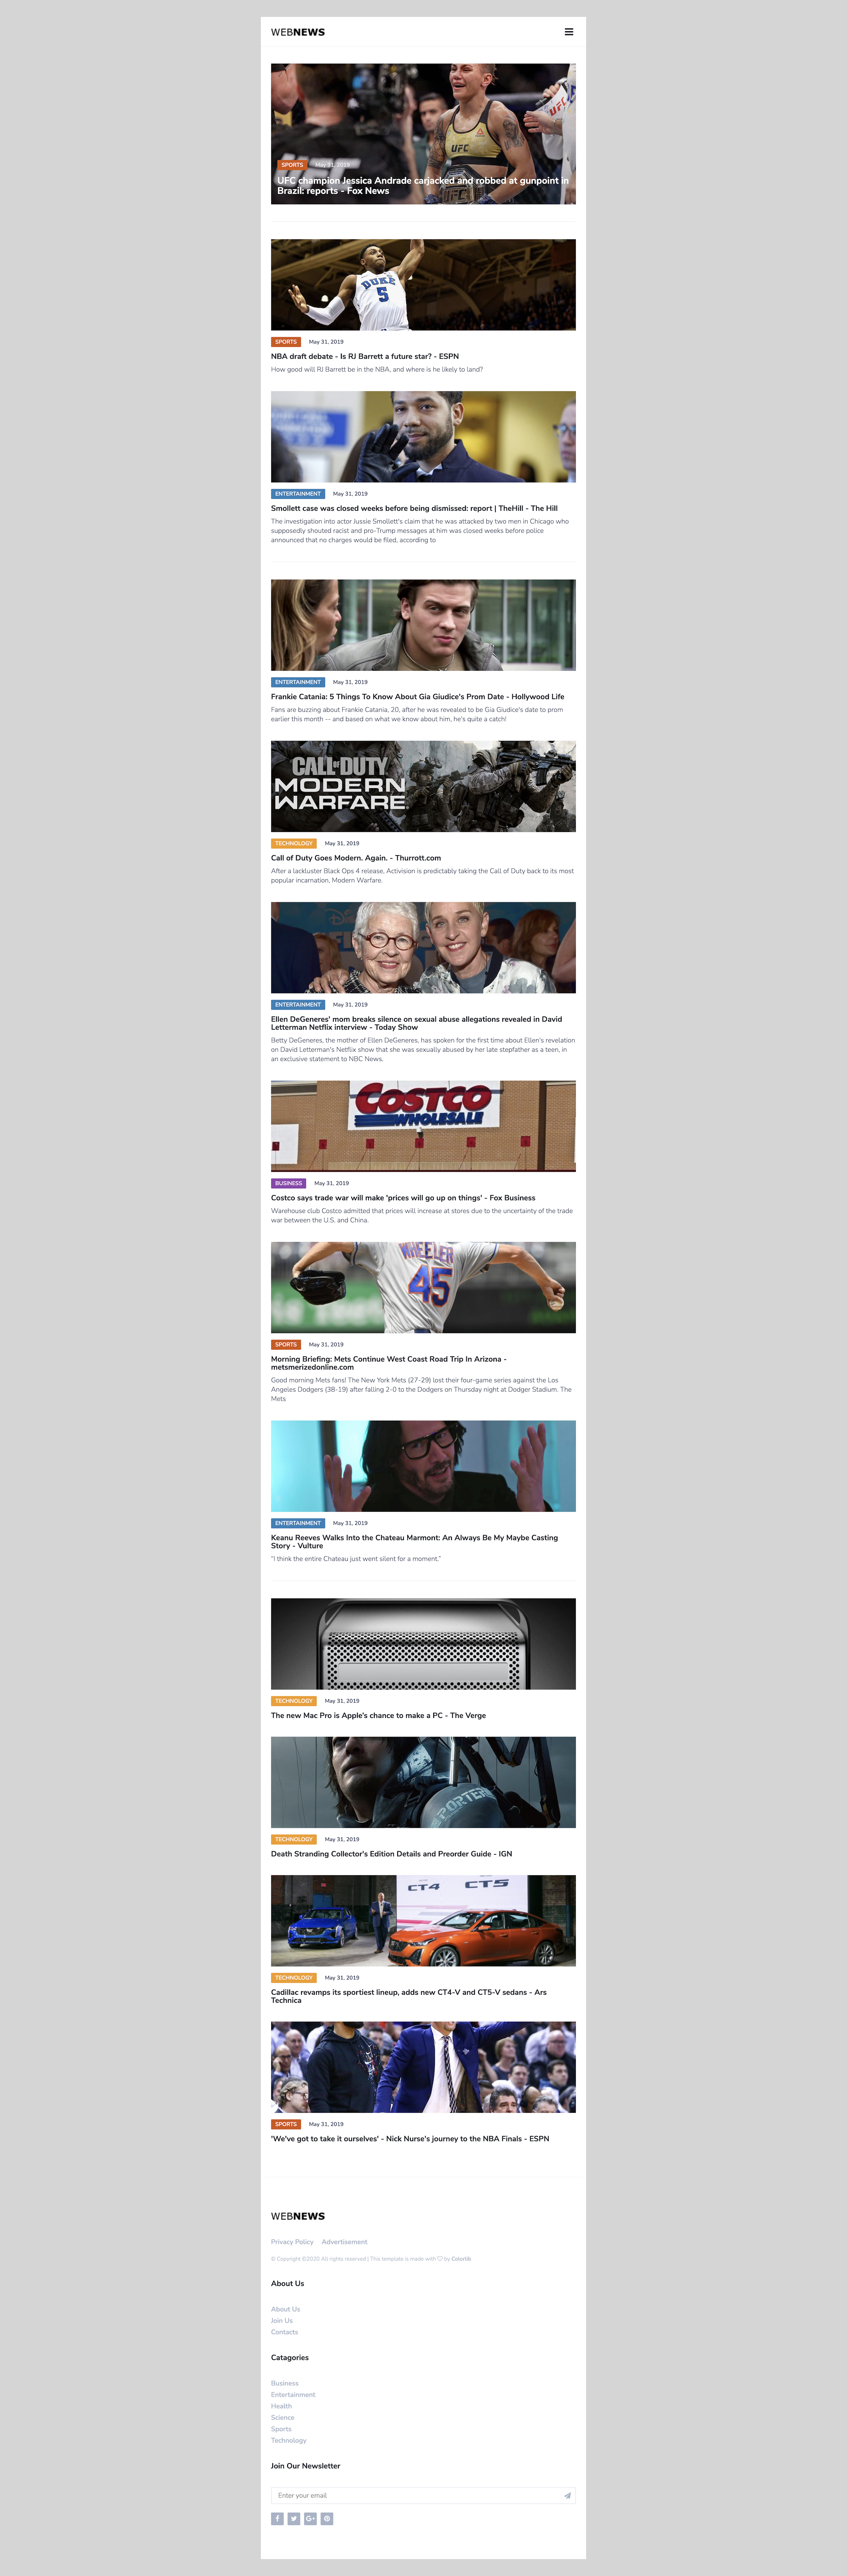 WEBNEWS
UFC
UFC
UFC
SPORTS May 31, 2019
UFC champion Jessica Andrade carjacked and robbed at gunpoint in
Brazil: reports - Fox News
DUKE
5
SPORTS May 31, 2019
NBA draft debate - Is RJ Barrett a future star? - ESPN
How good will RJ Barrett be in the NBA, and where is he likely to land?
ENTERTAINMENT May 31, 2019
Smollett case was closed weeks before being dismissed: report | TheHill - The Hill
The investigation into actor Jussie Smollett's claim that he was attacked by two men in Chicago who
supposedly shouted racist and pro-Trump messages at him was closed weeks before police
announced that no charges would be filed, according to
ENTERTAINMENT May 31, 2019
Frankie Catania: 5 Things To Know About Gia Giudice's Prom Date - Hollywood Life
Fans are buzzing about Frankie Catania, 20, after he was revealed to be Gia Giudice's date to prom
earlier this month -- and based on what we know about him, he's quite a catch!
CALL OF DUTY
MODERN
WARFARE
TECHNOLOGY May 31, 2019
Call of Duty Goes Modern. Again. - Thurrott.com
After a lackluster Black Ops 4 release, Activision is predictably taking the Call of Duty back to its most
popular incarnation, Modern Warfare.
ENTERTAINMENT May 31, 2019
Ellen DeGeneres' mom breaks silence on sexual abuse allegations revealed in David
Letterman Netflix interview - Today Show
Betty DeGeneres, the mother of Ellen DeGeneres, has spoken for the first time about Ellen's revelation
on David Letterman's Netflix show that she was sexually abused by her late stepfather as a teen, in
an exclusive statement to NBC News.
COSTCO
WHOLESALE
BUSINESS May 31, 2019
Costco says trade war will make 'prices will go up on things' - Fox Business
Warehouse club Costco admitted that prices will increase at stores due to the uncertainty of the trade
war between the U.S. and China.
WHEELER
45
SPORTS May 31, 2019
Morning Briefing: Mets Continue West Coast Road Trip In Arizona -
metsmerizedonline.com
Good morning Mets fans! The New York Mets (27-29) lost their four-game series against the Los
Angeles Dodgers (38-19) after falling 2-0 to the Dodgers on Thursday night at Dodger Stadium. The
Mets
ENTERTAINMENT May 31, 2019
Keanu Reeves Walks Into the Chateau Marmont: An Always Be My Maybe Casting
Story - Vulture
"I think the entire Chateau just went silent for a moment."
TECHNOLOGY May 31, 2019
The new Mac Pro is Apple's chance to make a PC - The Verge
TECHNOLOGY May 31, 2019
Death Stranding Collector's Edition Details and Preorder Guide - IGN
CT4 CT5
TECHNOLOGY May 31, 2019
Cadillac revamps its sportiest lineup, adds new CT4-V and CT5-V sedans - Ars
Technica
SPORTS May 31, 2019
'We've got to take it ourselves' - Nick Nurse's journey to the NBA Finals - ESPN
WEBNEWS
Privacy Policy Advertisement
© Copyright ©2020 All rights reserved | This template is made with by Colorlib
About Us
About Us
Join Us
Contacts
Catagories
Business
Entertainment
Health
Science
Sports
Technology
Join Our Newsletter
Enter your email